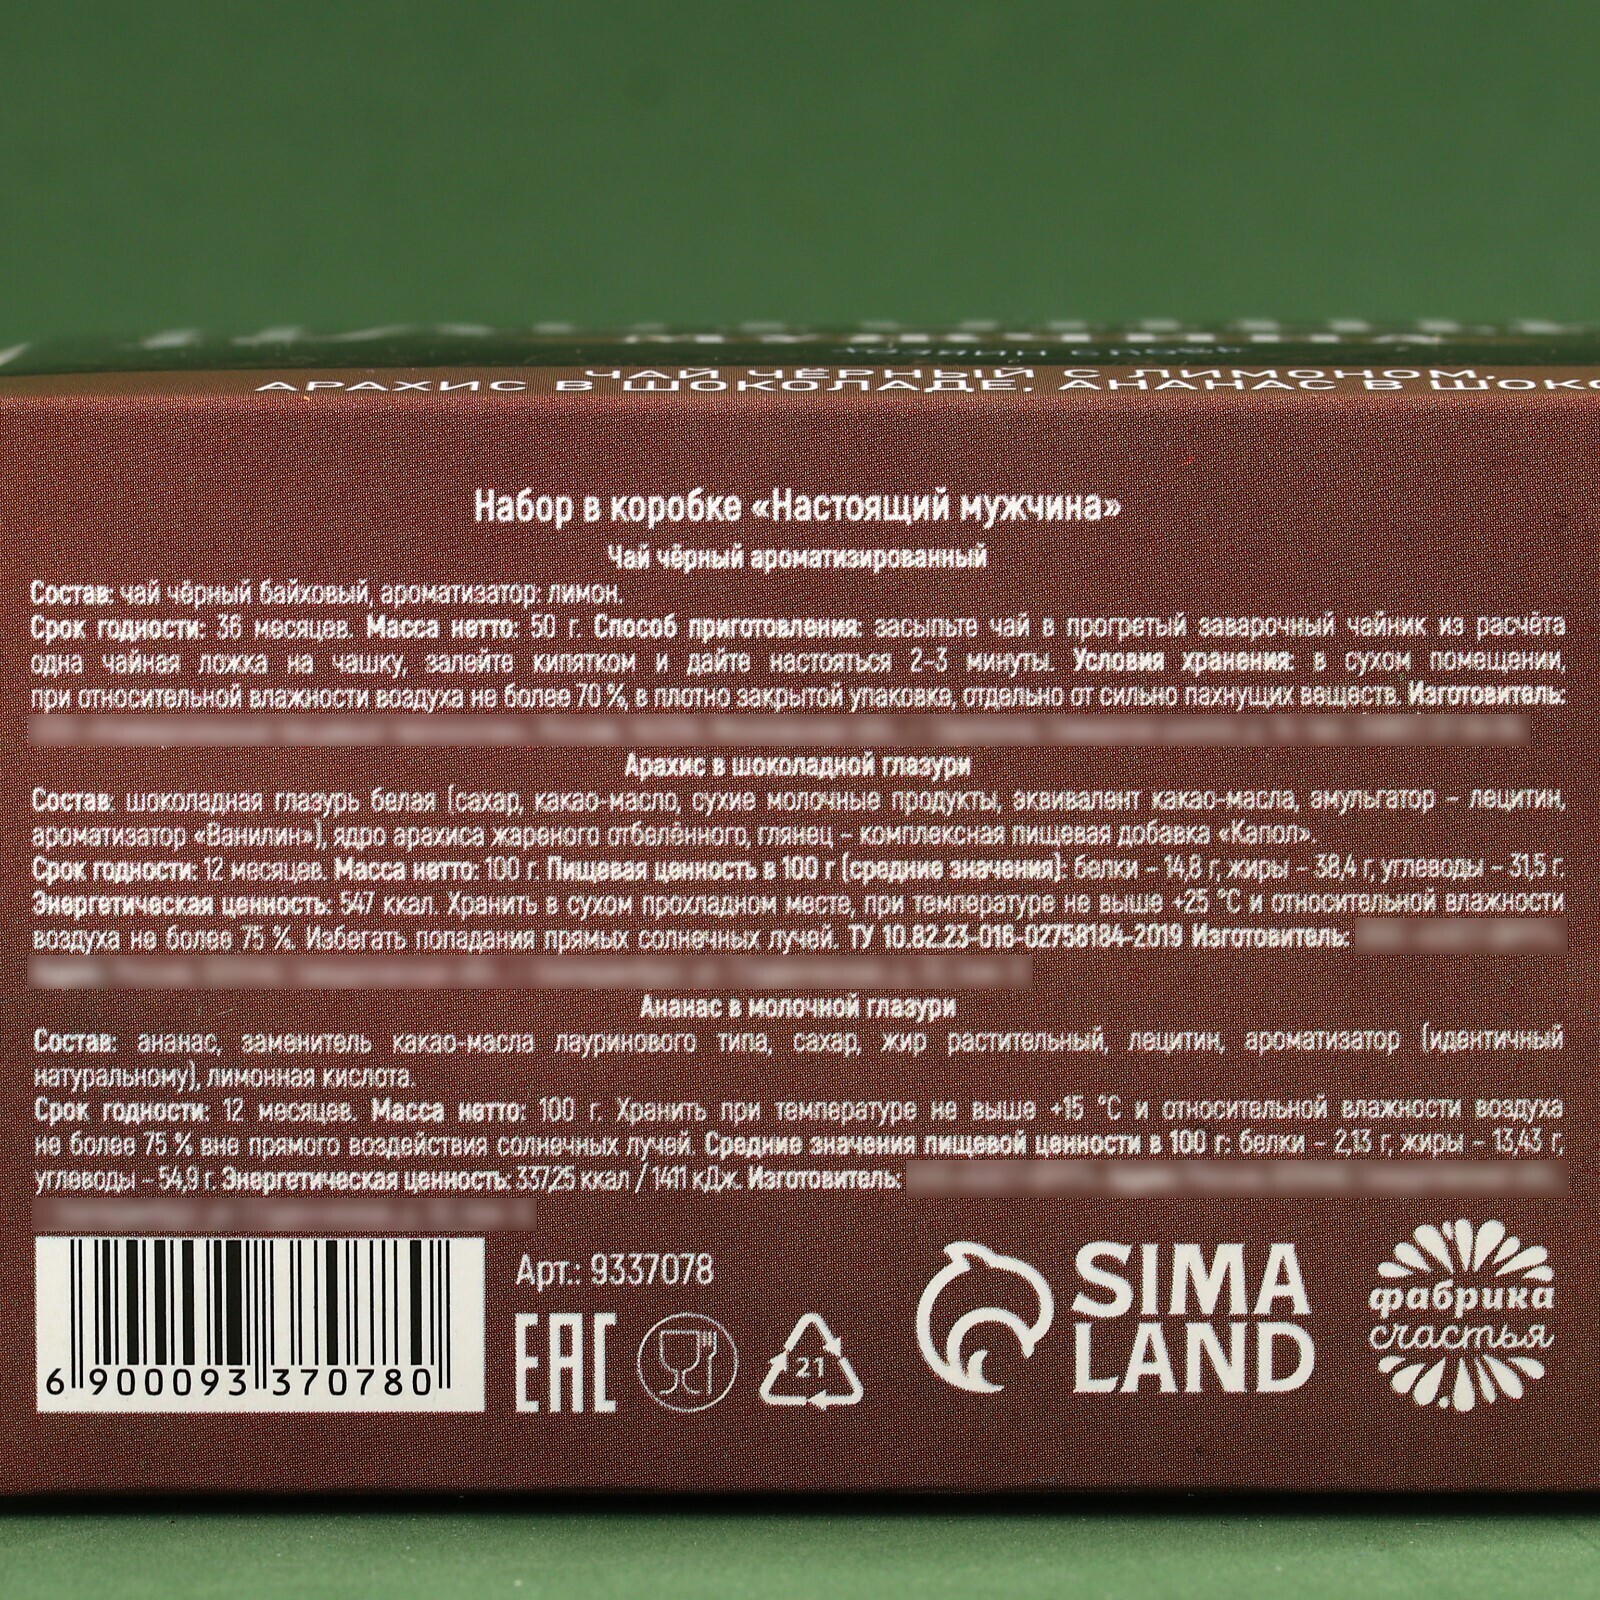 ЧАЙ ЧЁРНЫЙ С ЛИМОНОМ,
АРАХИС В ШОКОЛАДЕ, АНАНАС В ШОКО
Набор в коробке «Настоящий мужчина»
Чай чёрный ароматизированный
Состав: чай чёрный байховый, ароматизатор: лимон.
Срок годности: 36 месяцев. Масса нетто: 50 г. Способ приготовления: засыпьте чай в прогретый заварочный чайник из расчёта
одна чайная ложка на чашку, залейте кипятком и дайте настояться 2-3 минуты. Условия хранения: в сухом помещении,
при относительной влажности воздуха не более 70 %, в плотно закрытой упаковке, отдельно от сильно пахнущих веществ. Изготовитель:
Арахис в шоколадной глазури
Состав: шоколадная глазурь белая (сахар, какао-масло, сухие молочные продукты, эквивалент какао-масла, эмульгатор – лецитин,
ароматизатор «Ванилин»), ядро арахиса жареного отбелённого, глянец – комплексная пищевая добавка «Капол».
Срок годности: 12 месяцев. Масса нетто: 100 г. Пищевая ценность в 100 г (средние значения): белки – 14,8 г, жиры – 38,4 г, углеводы – 31,5 г.
Энергетическая ценность: 547 ккал. Хранить в сухом прохладном месте, при температуре не выше +25 °С и относительной влажности
воздуха не более 75 %. Избегать попадания прямых солнечных лучей. ТУ 10.82.23-016-02758184-2019 Изготовитель:
Ананас в молочной глазури
Состав: ананас, заменитель какао-масла лауринового типа, сахар, жир растительный, лецитин, ароматизатор (идентичный
натуральному), лимонная кислота.
Срок годности: 12 месяцев. Масса нетто: 100 г. Хранить при температуре не выше +15 °С и относительной влажности воздуха
не более 75 % вне прямого воздействия солнечных лучей. Средние значения пищевой ценности в 100 г: белки – 2,13 г, жиры – 13,43 г,
углеводы – 54,9 г. Энергетическая ценность: 337,25 ккал / 1411 кДж. Изготовитель:
6 900093 370780
Арт.: 9337078
ЕАС
21
SIMA
LAND
фабрика
счастья